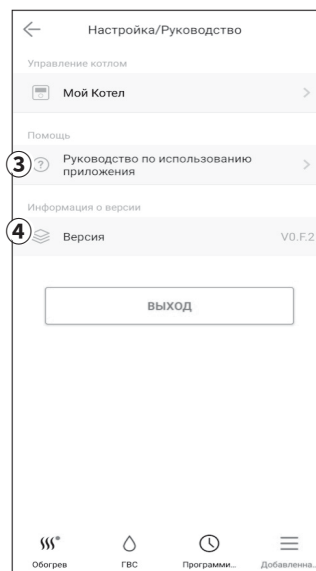 Настройка/Руководство
Управление котлом
Мой Котел
Помощь
③
Руководство по использованию
приложения
Информация о версии
④
Версия V0.F.2
ВЫХОД
Обогрев ГВС Программи... Добавленна...